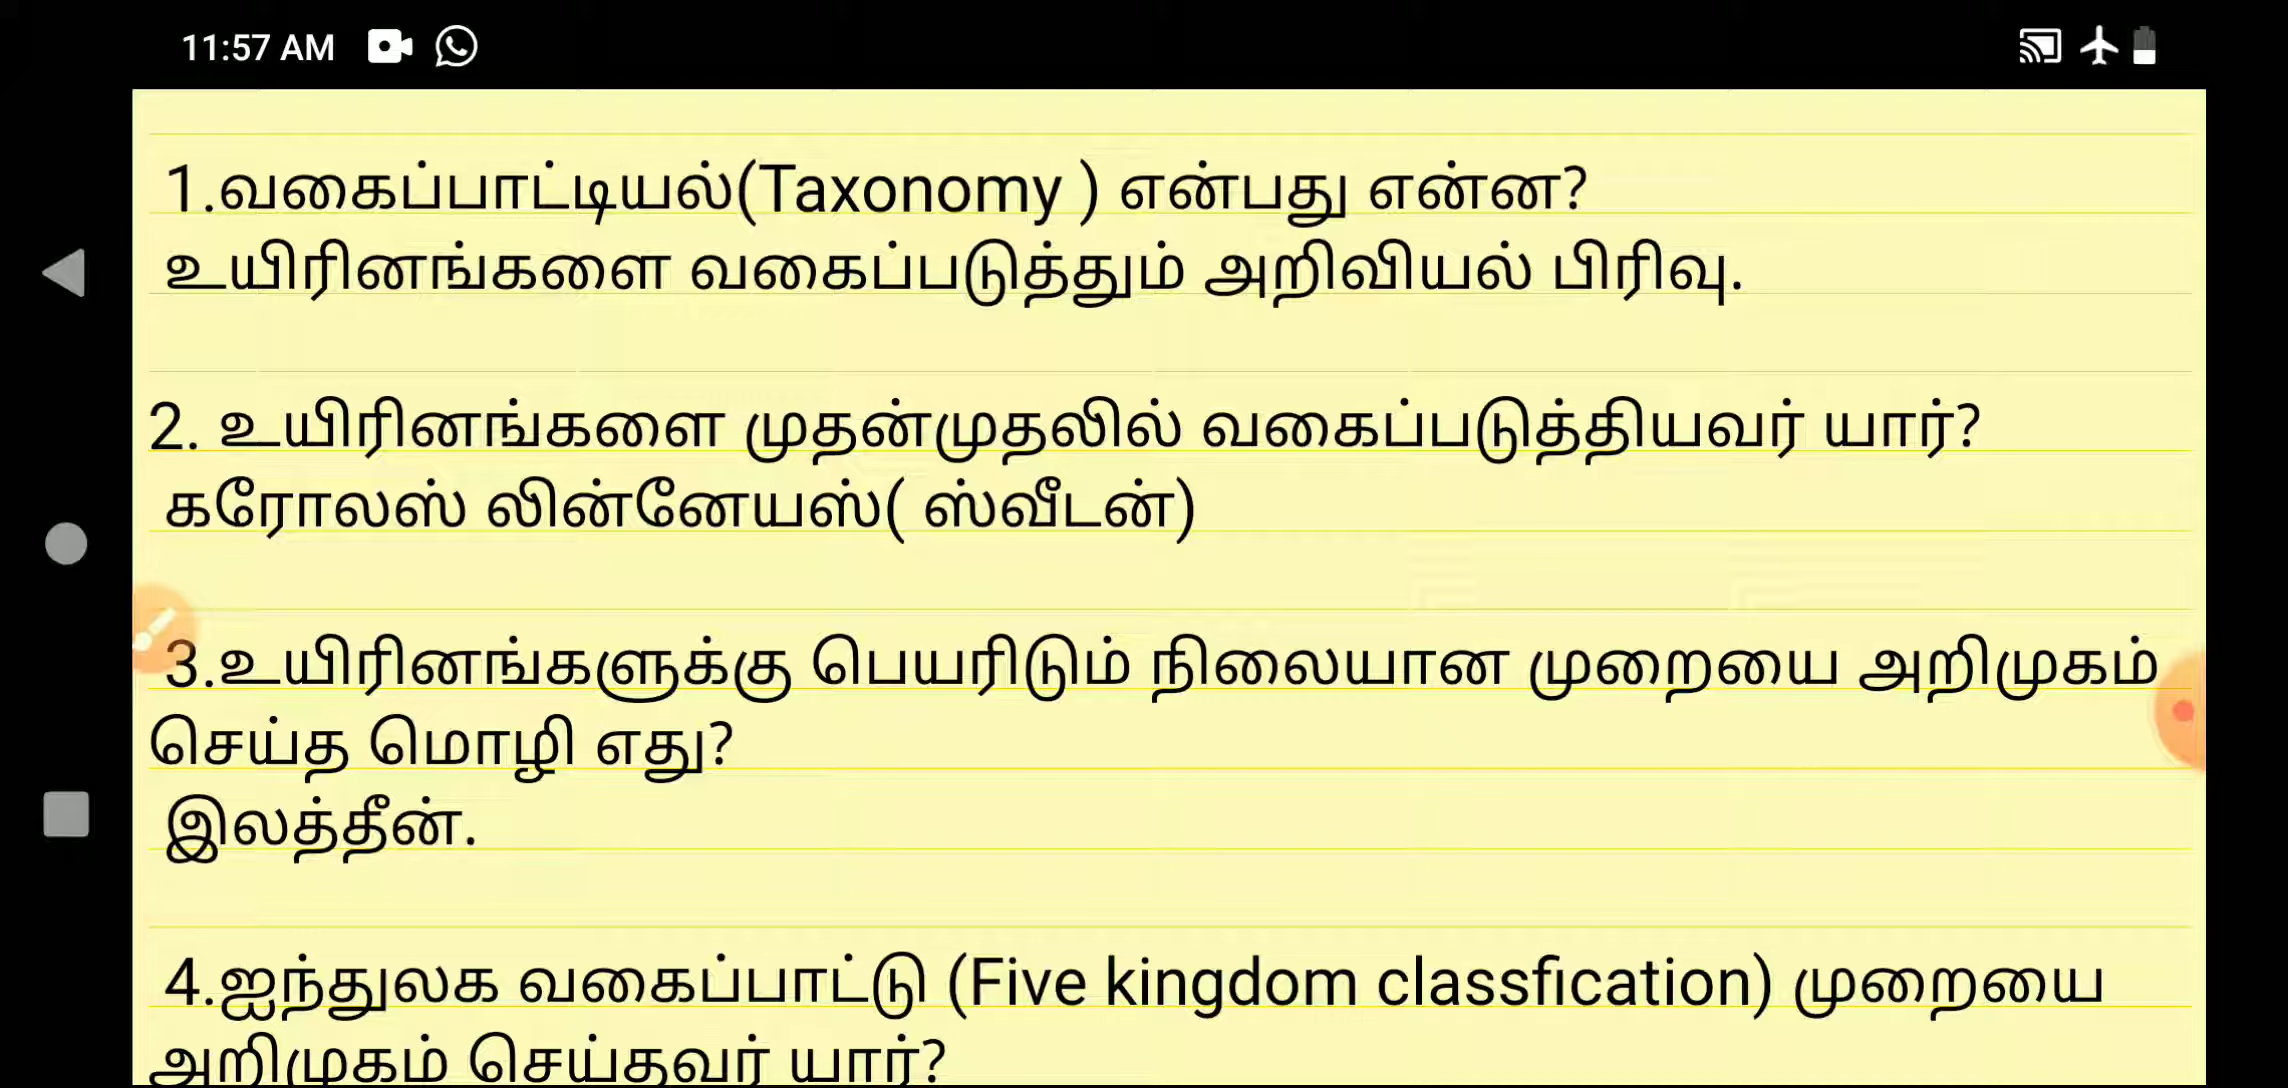 11:57 AM
1.வகைப்பாட்டியல்(Taxonomy ) என்பது என்ன?
உயிரினங்களை வகைப்படுத்தும் அறிவியல் பிரிவு.
2. உயிரினங்களை முதன்முதலில் வகைப்படுத்தியவர் யார்?
கரோலஸ் லின்னேயஸ்( ஸ்வீடன்)
3.உயிரினங்களுக்கு பெயரிடும் நிலையான முறையை அறிமுகம்
செய்த மொழி எது?
இலத்தீன்.
4.ஐந்துலக வகைப்பாட்டு (Five kingdom classfication) முறையை
அறிமுகம் செய்தவர் யார்?